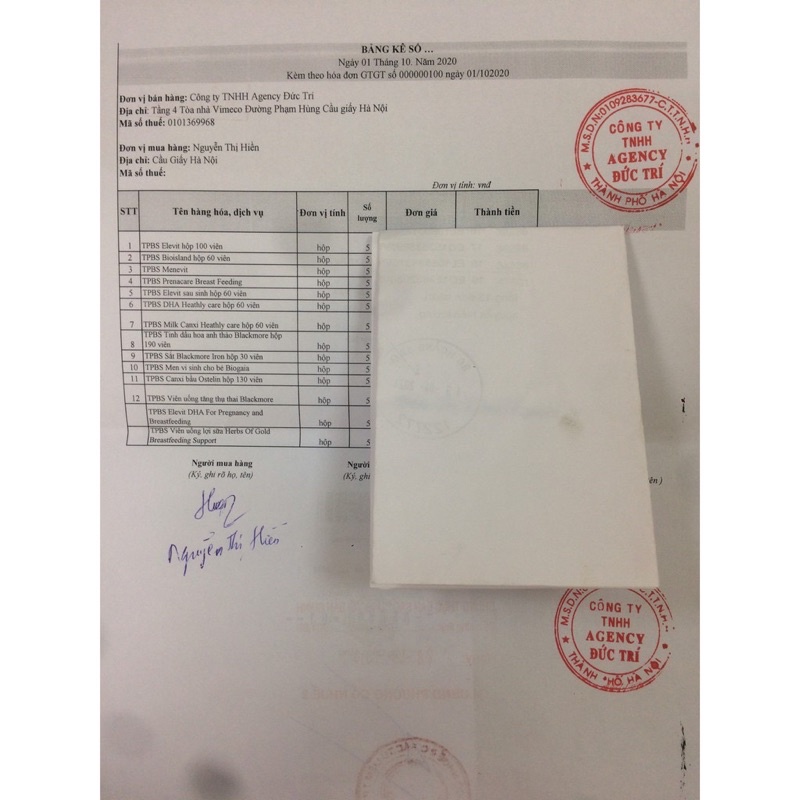 BẢNG KÊ SỐ ...
Ngày 01 Tháng 10. Năm 2020
Kèm theo hóa đơn GTGT số 000000100 ngày 01/102020
Đơn vị bán hàng: Công ty TNHH Agency Đức Trí
Địa chỉ: Tầng 4 Tòa nhà Vimeco Đường Phạm Hùng Cầu giấy Hà Nội
Mã số thuế: 0101369968
Đơn vị mua hàng: Nguyễn Thị Hiền
Địa chỉ: Cầu Giấy Hà Nội
Mã số thuế:
Đơn vị tính: vnđ
STT Tên hàng hóa, dịch vụ Đơn vị tính Số lượng Đơn giá Thành tiền
1 TPBS Elevit hộp 100 viên hộp 5
2 TPBS Bioisland hộp 60 viên hộp 5
3 TPBS Menevit hộp 5
4 TPBS Prenacare Breast Feeding hộp 5
5 TPBS Elevit sau sinh hộp 60 viên hộp 5
6 TPBS DHA Heathly care hộp 60 viên hộp 5
7 TPBS Milk Canxi Heathly care hộp 60 viên hộp 5
TPBS Tinh dầu hoa anh thảo Blackmore hộp
8 190 viên hộp 5
9 TPBS Sắt Blackmore Iron hộp 30 viên hộp 5
10 TPBS Men vi sinh cho bé Biogaia hộp 5
11 TPBS Canxi bầu Ostelin hộp 130 viên hộp 5
12 TPBS Viên uống tăng thụ thai Blackmore hộp 5
TPBS Elevit DHA For Pregnancy and
Breastfeeding hộp 5
TPBS Viên uống lợi sữa Herbs Of Gold
Breastfeeding Support hộp 5
Người mua hàng
(Ký, ghi rõ họ, tên)
Người
(Ký, ghi
ên )
Nguyễn Thị Hiền
M.S.D.N:0109283677-C.T.T.N.H.
CÔNG TY
TNHH
AGENCY
ĐỨC TRÍ
THÀNH PHỐ HÀ NỘI
CÔNG TY
TNHH
AGENCY
ĐỨC TRÍ